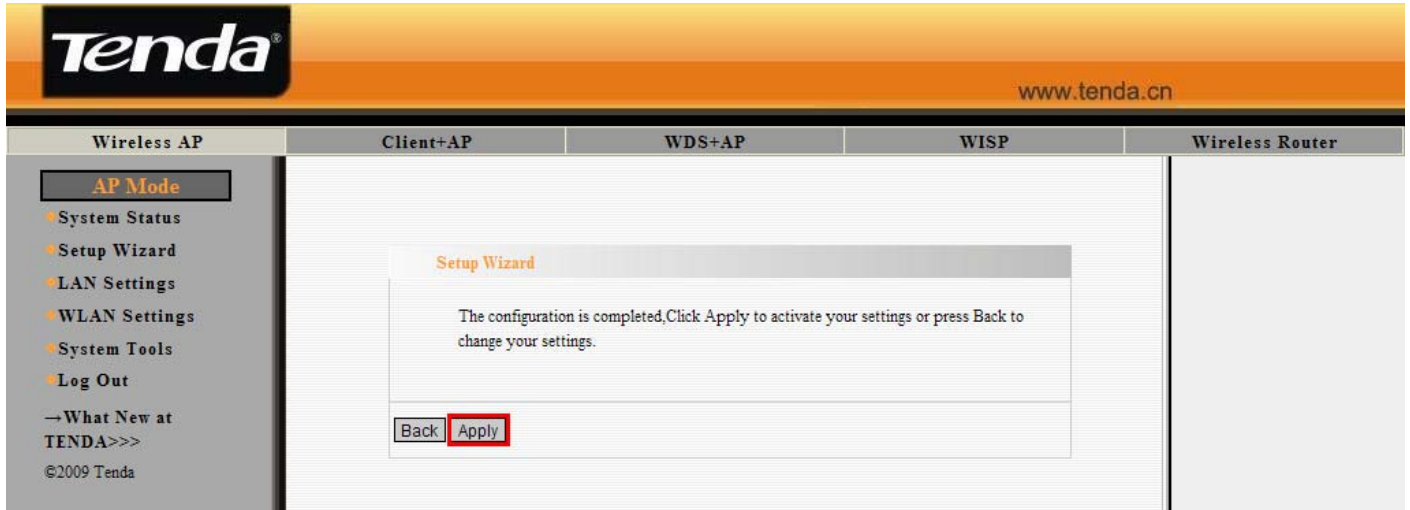 Tenda®
www.tenda.cn
Wireless AP Client+AP WDS+AP WISP Wireless Router
AP Mode
System Status
Setup Wizard
LAN Settings
WLAN Settings
System Tools
Log Out
→What New at
TENDA>>>
©2009 Tenda
Setup Wizard
The configuration is completed,Click Apply to activate your settings or press Back to
change your settings.
Back Apply